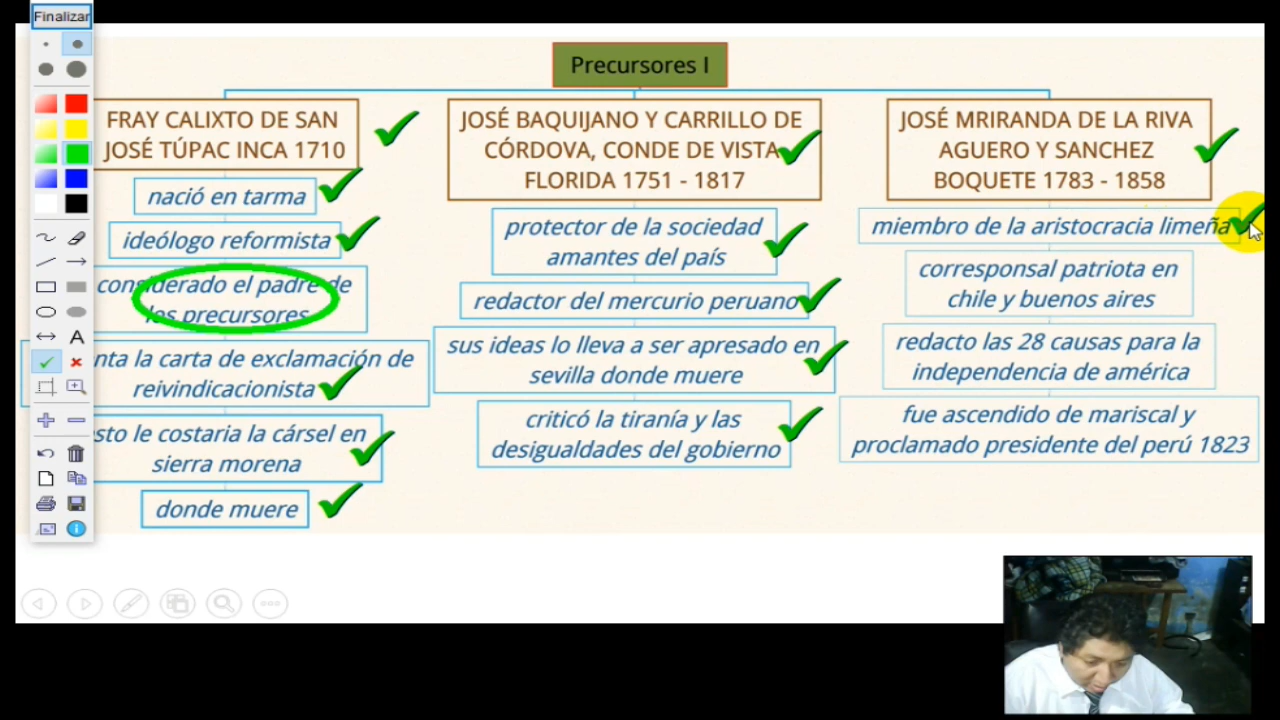 Finalizar
Precursores I
FRAY CALIXTO DE SAN
JOSÉ TÚPAC INCA 1710
nació en tarma
ideólogo reformista
considerado el padre de
los precursores
la carta de exclamación de
reivindicacionista
le costaria la cársel en
sierra morena
donde muere
JOSÉ BAQUIJANO Y CARRILLO DE
CÓRDOVA, CONDE DE VISTA
FLORIDA 1751 - 1817
protector de la sociedad
amantes del país
redactor del mercurio peruano
sus ideas lo lleva a ser apresado en
sevilla donde muere
criticó la tiranía y las
desigualdades del gobierno
JOSÉ MRIRANDA DE LA RIVA
AGUERO Y SANCHEZ
BOQUETE 1783 - 1858
miembro de la aristocracia limeña
corresponsal patriota en
chile y buenos aires
redacto las 28 causas para la
independencia de américa
fue ascendido de mariscal y
proclamado presidente del perú 1823